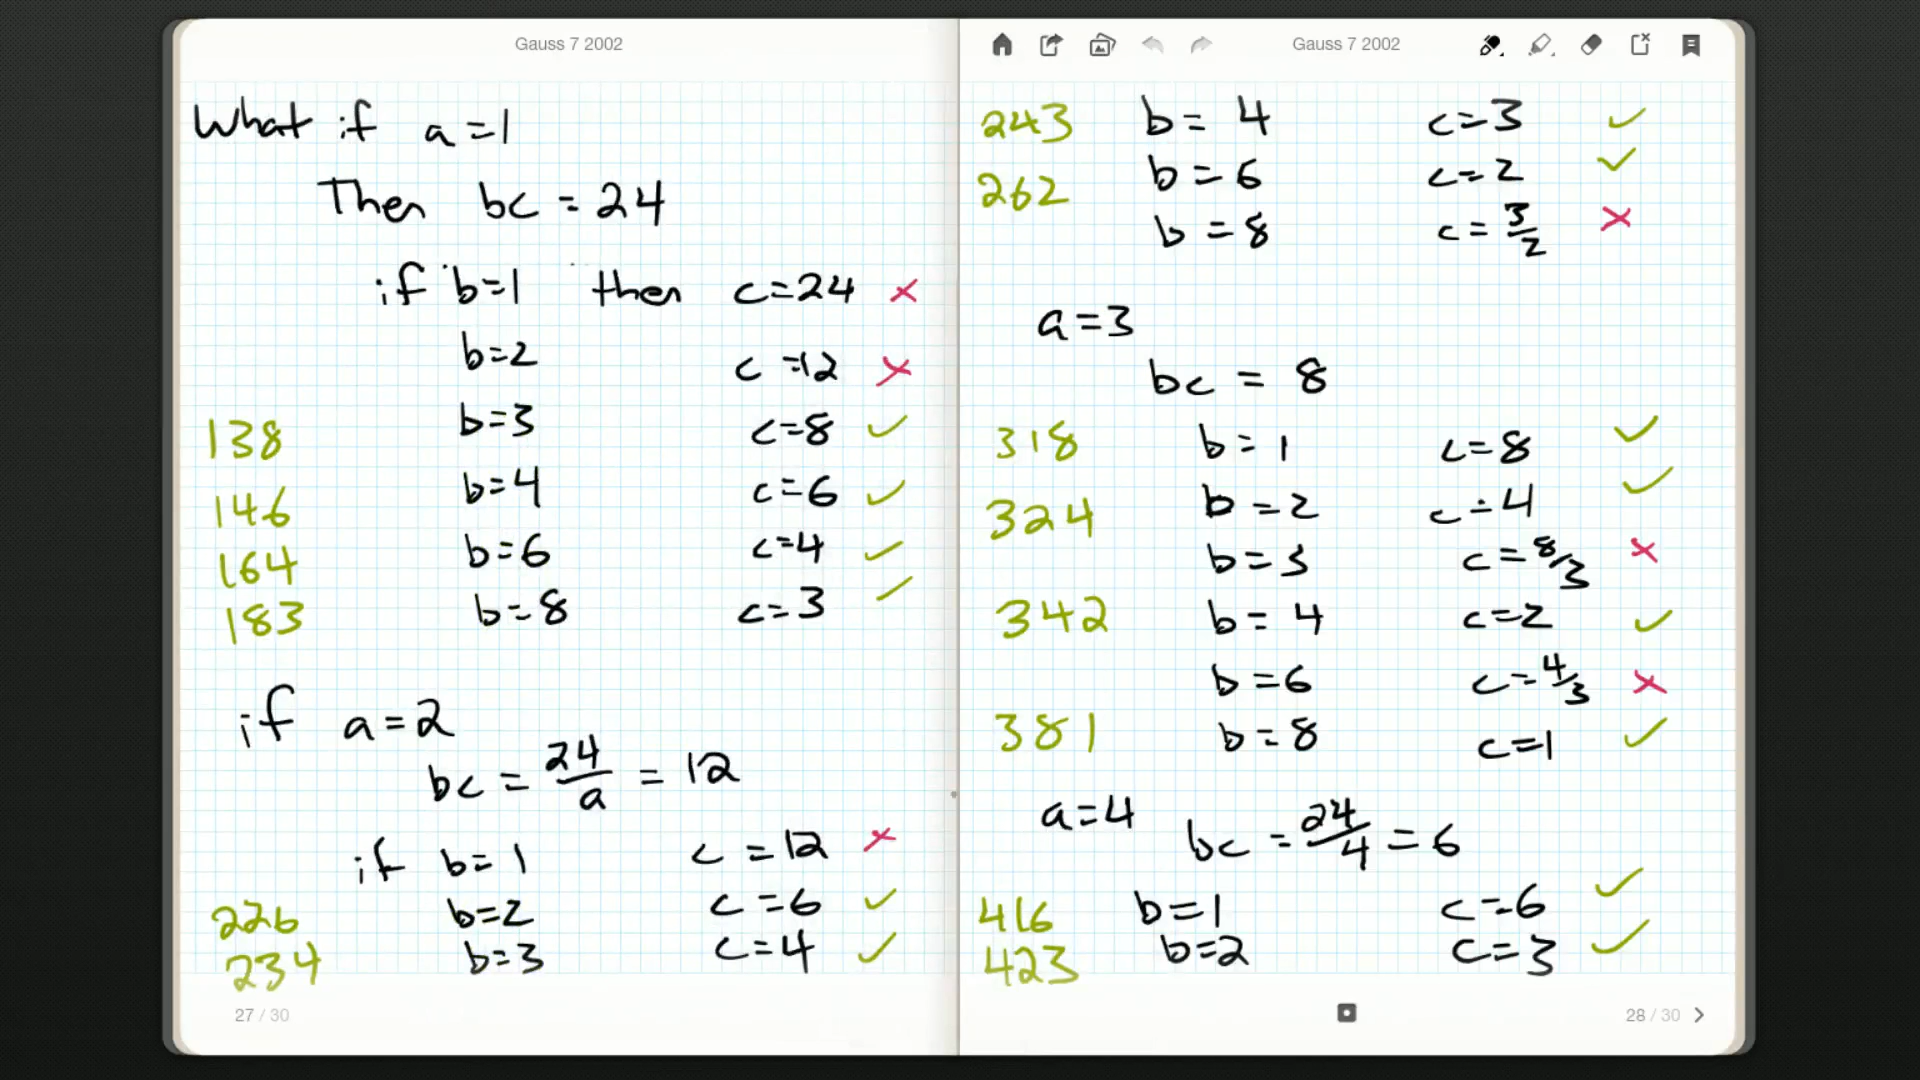 Gauss 7 2002
What if a=1
Then bc = 24
if b=1 then c=24 ×
b=2 c=12 ×
138 b=3 c=8 ✓
146 b=4 c=6 ✓
164 b=6 c=4 ✓
183 b=8 c=3 ✓
if a=2
bc = 24/a = 12
if b=1 c=12 ×
226 b=2 c=6 ✓
234 b=3 c=4 ✓
27 / 30
Gauss 7 2002
243 b=4 c=3 ✓
262 b=6 c=2 ✓
b=8 c=3/2 ×
a=3
bc = 8
318 b=1 c=8 ✓
324 b=2 c=4 ✓
b=3 c=8/3 ×
342 b=4 c=2 ✓
b=6 c=4/3 ×
381 b=8 c=1 ✓
a=4 bc = 24/4 = 6
416 b=1 c=6 ✓
423 b=2 c=3 ✓
28 / 30